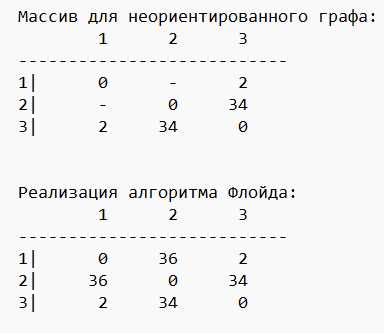 Массив для неориентированного графа:
1 2 3
---------------------------
1| 0 - 2
2| - 0 34
3| 2 34 0
Реализация алгоритма Флойда:
1 2 3
---------------------------
1| 0 36 2
2| 36 0 34
3| 2 34 0